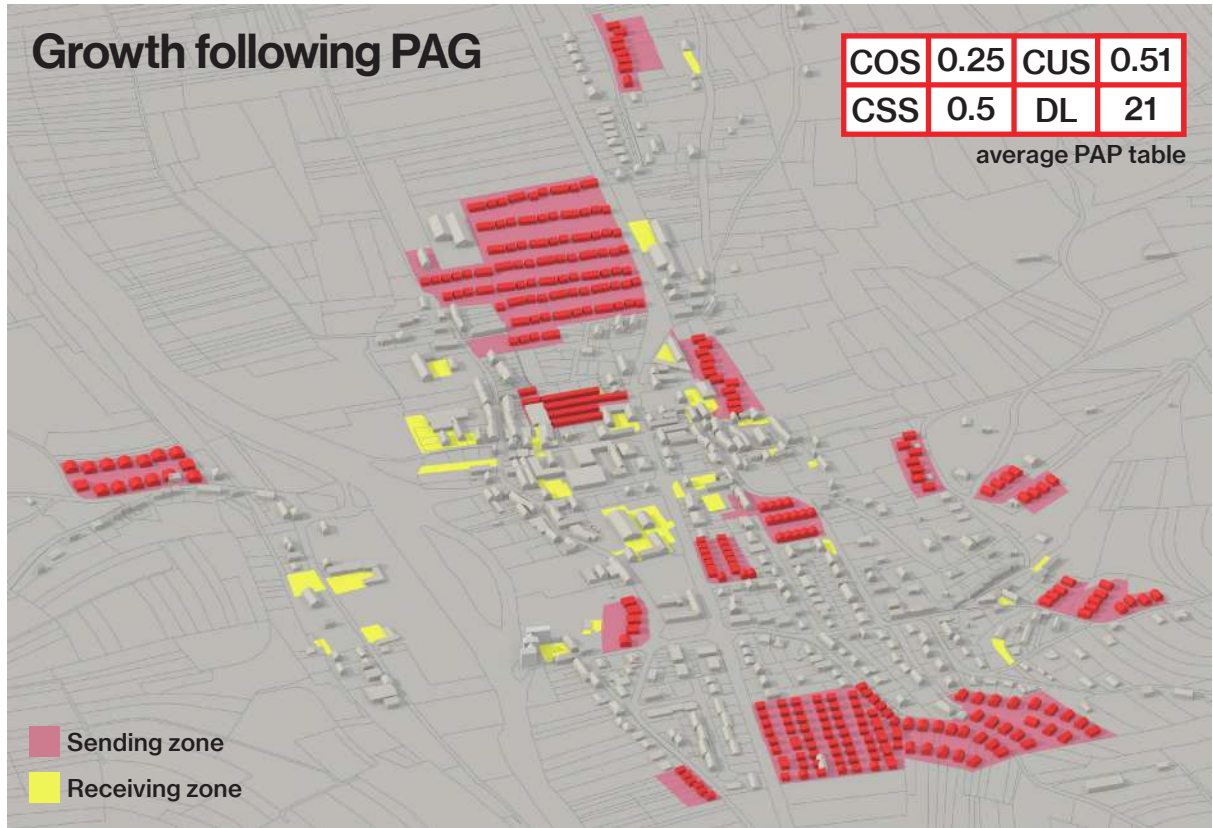 Growth following PAG
COS 0.25 CUS 0.51
CSS 0.5 DL 21
average PAP table
Sending zone
Receiving zone